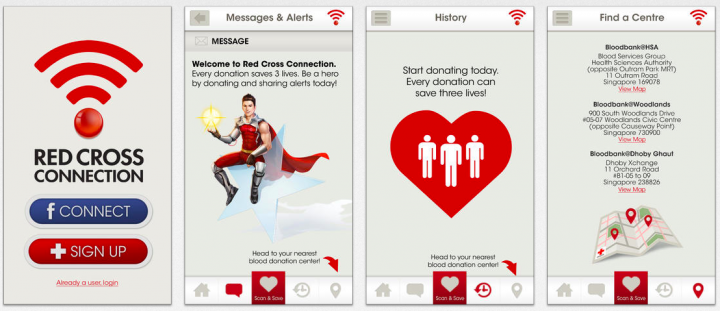 RED CROSS
CONNECTION
f CONNECT
SIGN UP
Already a user, login
Messages & Alerts
MESSAGE
Welcome to Red Cross Connection.
Every donation saves 3 lives. Be a hero
by donating and sharing alerts today!
Head to your nearest
blood donation center!
Scan & Save
History
Start donating today.
Every donation can
save three lives!
Head to your nearest
blood donation center!
Scan & Save
Find a Centre
Bloodbank@HSA
Blood Services Group
Health Sciences Authority
(opposite Outram Park MRT)
11 Outram Road
Singapore 169078
View Map
Bloodbank@Woodlands
900 South Woodlands Drive
#05-07 Woodlands Civic Centre
(opposite Causeway Point)
Singapore 730900
View Map
Bloodbank@Dhoby Ghaut
Dhoby Xchange
11 Orchard Road
#B1-05 to 09
Singapore 238826
View Map
Scan & Save